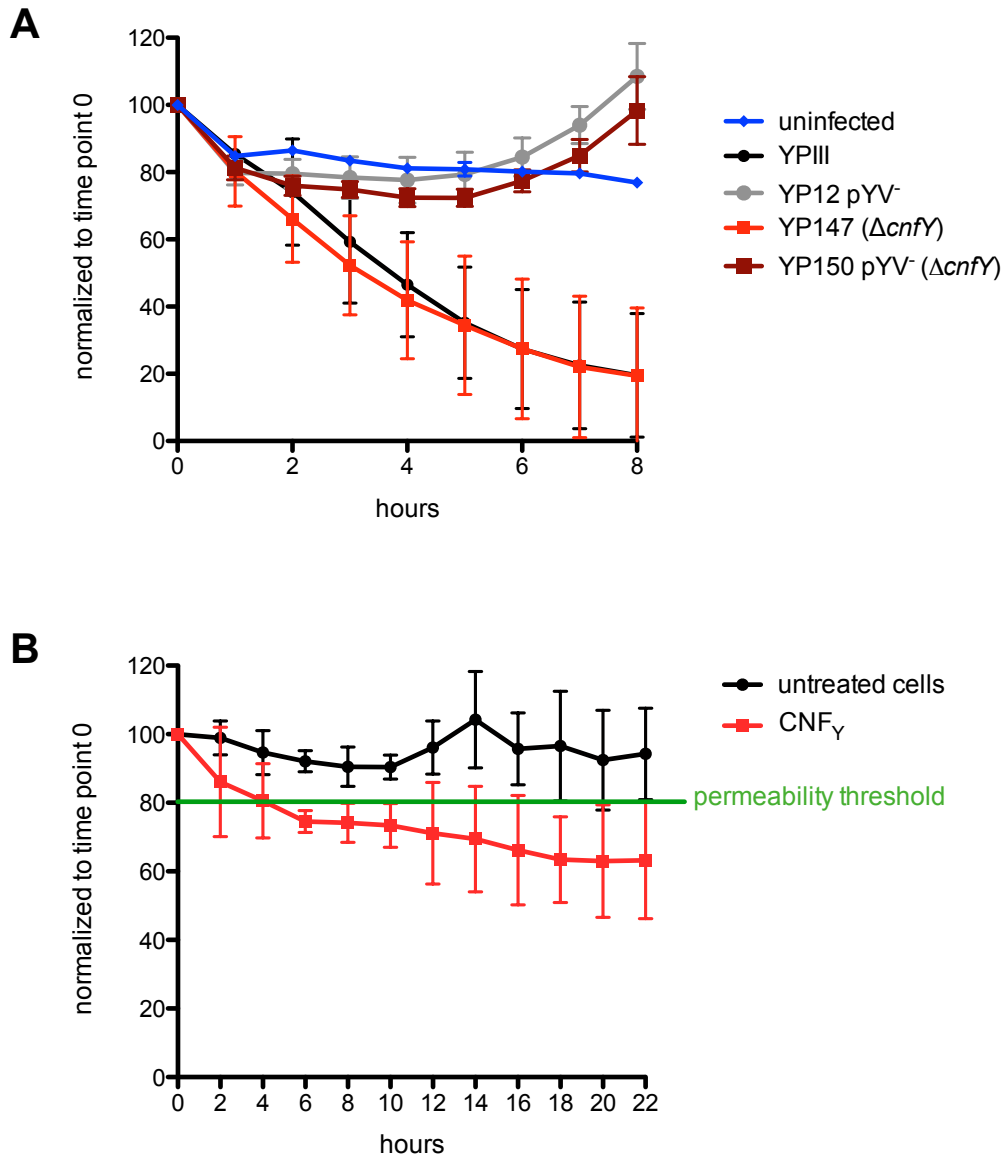 A
normalized to time point 0
120
100
80
60
40
20
0
0 2 4 6 8
hours
uninfected
YPIII
YP12 pYV-
YP147 (ΔcnfY)
YP150 pYV- (ΔcnfY)
B
normalized to time point 0
120
100
80
60
40
20
0
0 2 4 6 8 10 12 14 16 18 20 22
hours
untreated cells
CNFY
permeability threshold